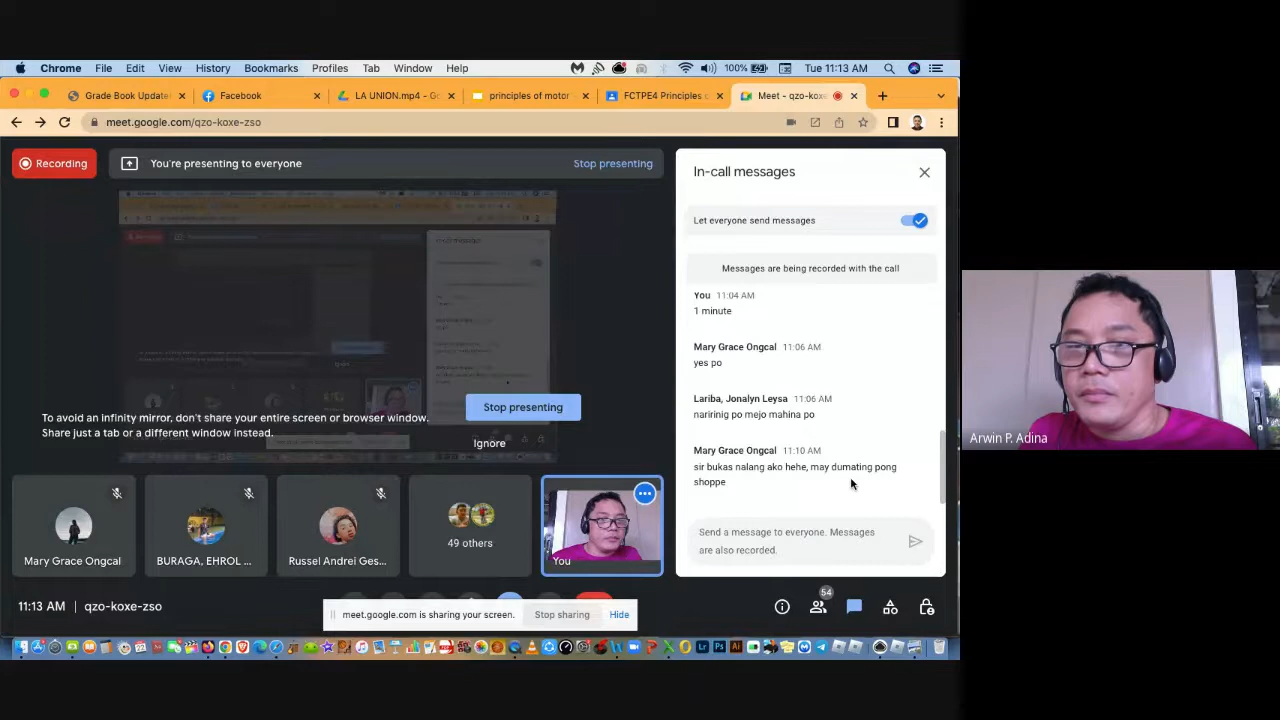 Chrome File Edit View History Bookmarks Profiles Tab Window Help 100% Tue 11:13 AM
Grade Book Update Facebook LA UNION.mp4 - Go principles of motor FCTPE4 Principles o Meet - qzo-koxe-zso
meet.google.com/qzo-koxe-zso
Recording
You're presenting to everyone
Stop presenting
To avoid an infinity mirror, don't share your entire screen or browser window.
Share just a tab or a different window instead.
Stop presenting
Ignore
Mary Grace Ongcal
BURAGA, EHROL ...
Russel Andrei Ges...
49 others
You
In-call messages
Let everyone send messages
Messages are being recorded with the call
You 11:04 AM
1 minute
Mary Grace Ongcal 11:06 AM
yes po
Lariba, Jonalyn Leysa 11:06 AM
naririnig po mejo mahina po
Mary Grace Ongcal 11:10 AM
sir bukas nalang ako hehe, may dumating pong
shoppe
Send a message to everyone. Messages
are also recorded.
11:13 AM | qzo-koxe-zso
meet.google.com is sharing your screen. Stop sharing Hide
54
Arwin P. Adina